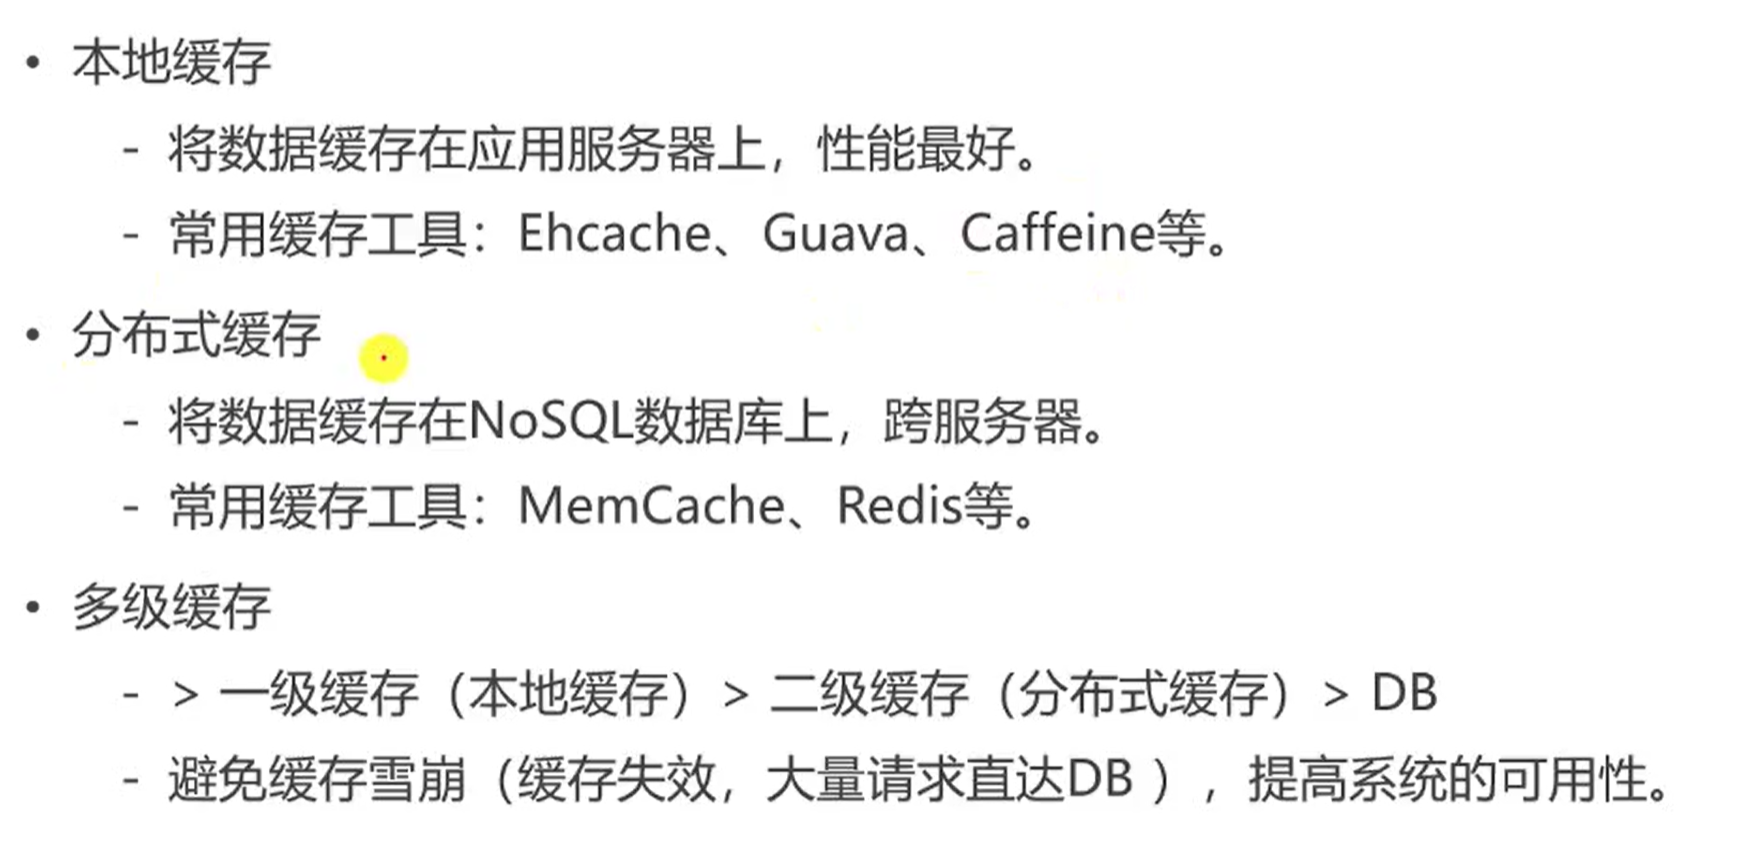 • 本地缓存
- 将数据缓存在应用服务器上，性能最好。
- 常用缓存工具：Ehcache、Guava、Caffeine等。
• 分布式缓存
- 将数据缓存在NoSQL数据库上，跨服务器。
- 常用缓存工具：MemCache、Redis等。
• 多级缓存
- > 一级缓存（本地缓存）> 二级缓存（分布式缓存）> DB
- 避免缓存雪崩（缓存失效，大量请求直达DB ），提高系统的可用性。